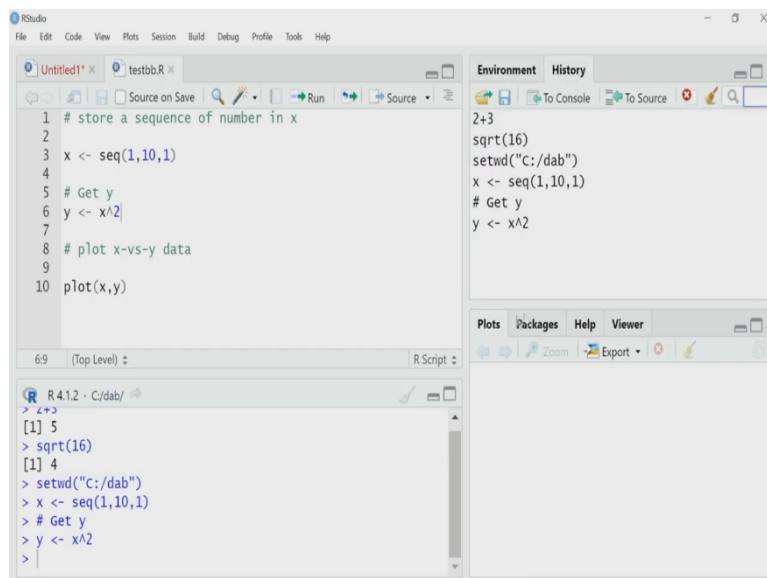 RStudio
File Edit Code View Plots Session Build Debug Profile Tools Help
Untitled1* × testbb.R ×
Source on Save Run Source
1 # store a sequence of number in x
2
3 x <- seq(1,10,1)
4
5 # Get y
6 y <- x^2
7
8 # plot x-vs-y data
9
10 plot(x,y)
6:9 (Top Level) R Script
R 4.1.2 · C:/dab/
> 2+3
[1] 5
> sqrt(16)
[1] 4
> setwd("C:/dab")
> x <- seq(1,10,1)
> # Get y
> y <- x^2
>
Environment History
To Console To Source
2+3
sqrt(16)
setwd("C:/dab")
x <- seq(1,10,1)
# Get y
y <- x^2
Plots Packages Help Viewer
Zoom Export